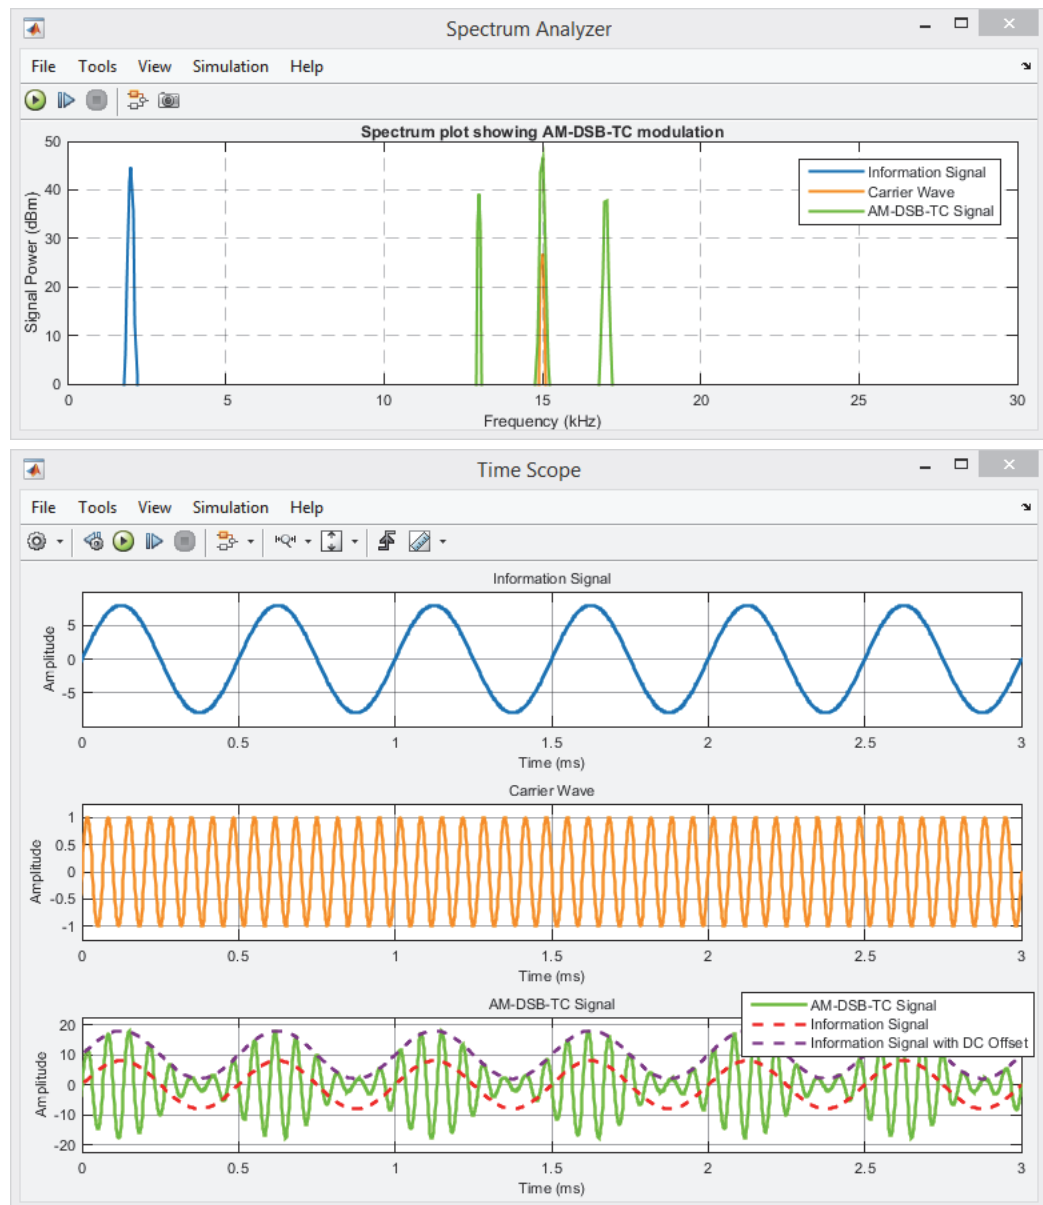 Spectrum Analyzer
File Tools View Simulation Help
Spectrum plot showing AM-DSB-TC modulation
50
40
30
20
10
0
Signal Power (dBm)
Information Signal
Carrier Wave
AM-DSB-TC Signal
0 5 10 15 20 25 30
Frequency (kHz)
Time Scope
File Tools View Simulation Help
Information Signal
5
0
-5
Amplitude
0 0.5 1 1.5 2 2.5 3
Time (ms)
Carrier Wave
1
0.5
0
-0.5
-1
Amplitude
0 0.5 1 1.5 2 2.5 3
Time (ms)
AM-DSB-TC Signal
20
10
0
-10
-20
Amplitude
AM-DSB-TC Signal
Information Signal
Information Signal with DC Offset
0 0.5 1 1.5 2 2.5 3
Time (ms)